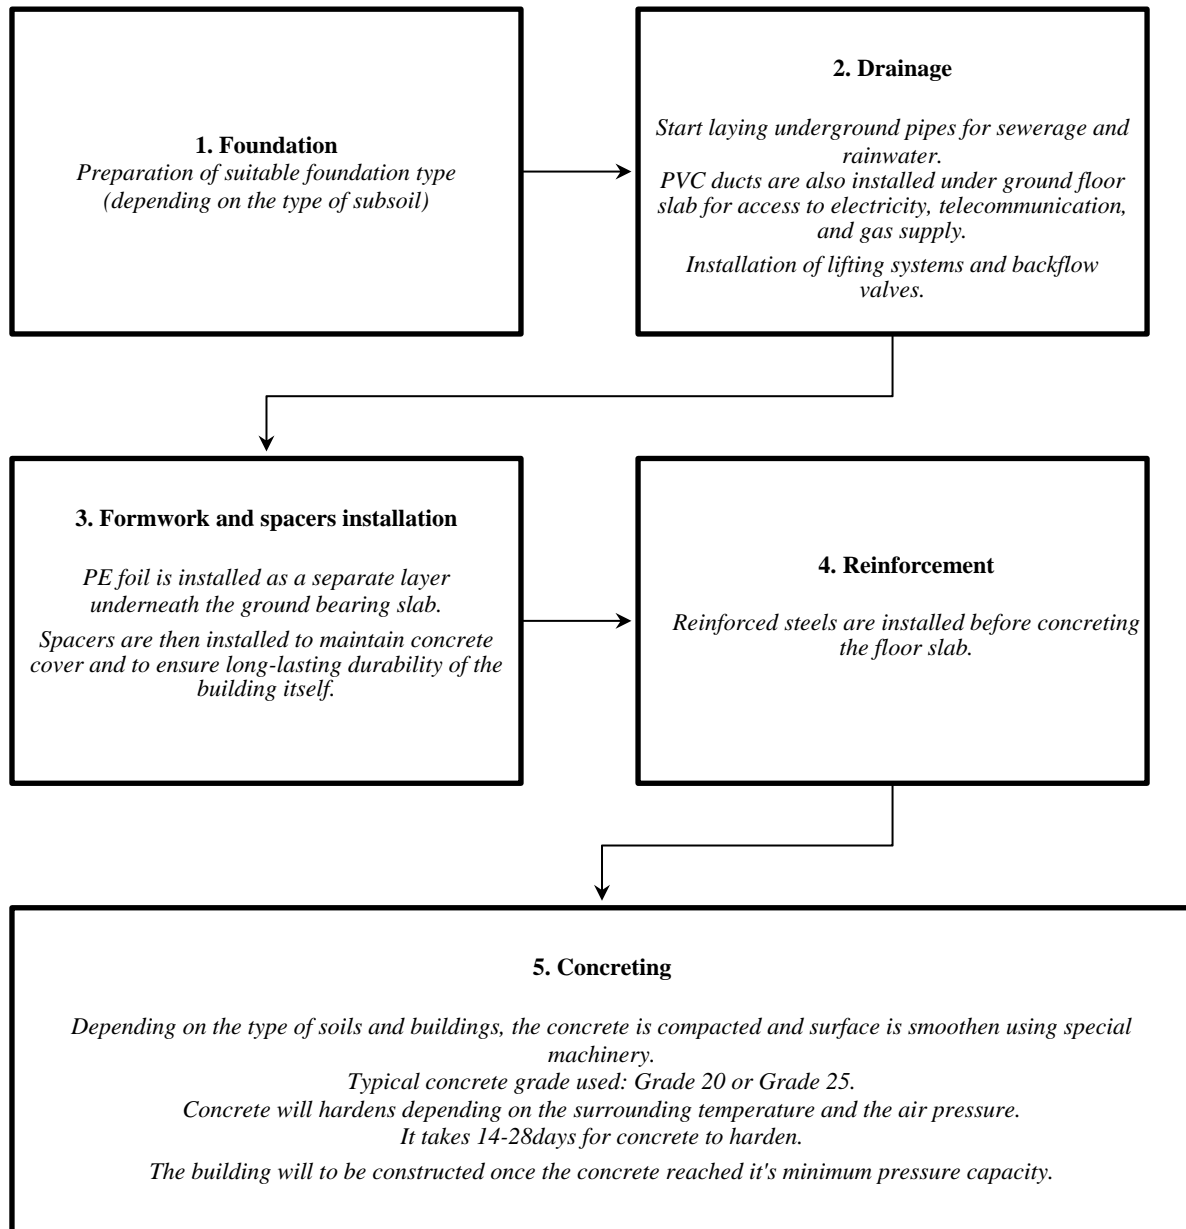 1. Foundation
Preparation of suitable foundation type
(depending on the type of subsoil)
2. Drainage
Start laying underground pipes for sewerage and
rainwater.
PVC ducts are also installed under ground floor
slab for access to electricity, telecommunication,
and gas supply.
Installation of lifting systems and backflow
valves.
3. Formwork and spacers installation
PE foil is installed as a separate layer
underneath the ground bearing slab.
Spacers are then installed to maintain concrete
cover and to ensure long-lasting durability of the
building itself.
4. Reinforcement
Reinforced steels are installed before concreting
the floor slab.
5. Concreting
Depending on the type of soils and buildings, the concrete is compacted and surface is smoothen using special
machinery.
Typical concrete grade used: Grade 20 or Grade 25.
Concrete will hardens depending on the surrounding temperature and the air pressure.
It takes 14-28days for concrete to harden.
The building will to be constructed once the concrete reached it's minimum pressure capacity.